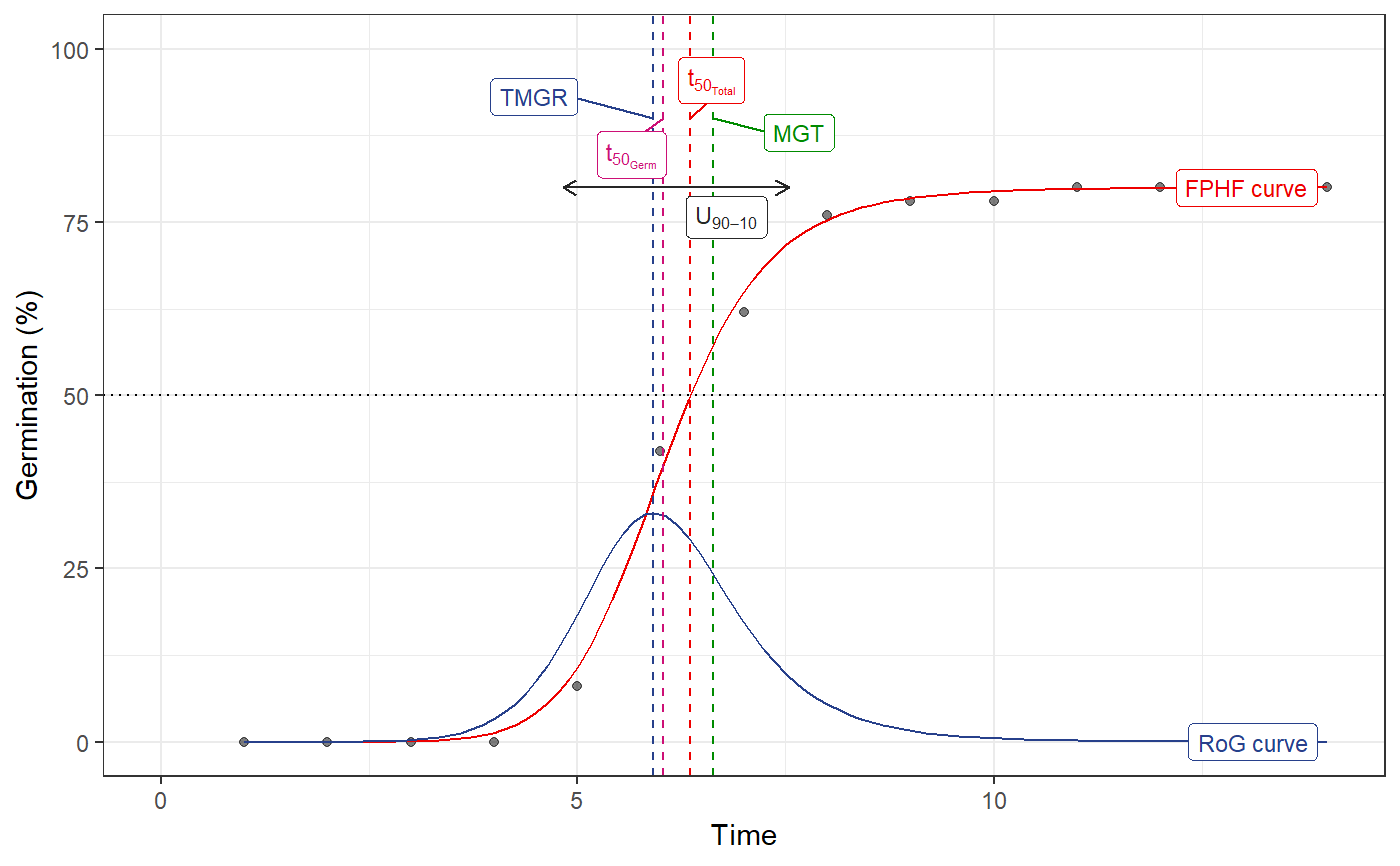 100
t50Total
TMGR
MGT
t50Germ
FPHF curve
75
U90–10
Germination (%)
50
25
RoG curve
0
0 5 10
Time